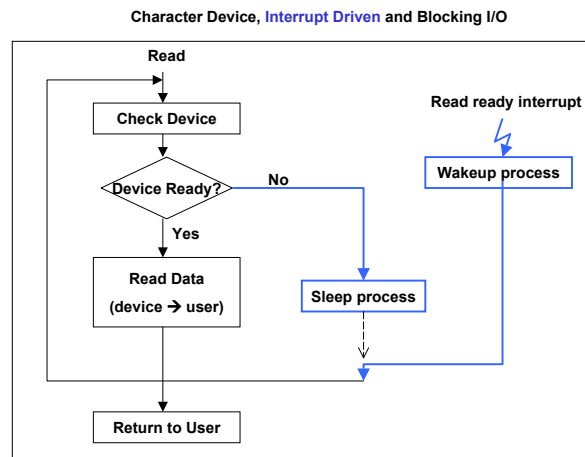 Character Device, Interrupt Driven and Blocking I/O
Read
Read ready interrupt
Check Device
Wakeup process
Device Ready?
No
Yes
Read Data
(device → user)
Sleep process
Return to User